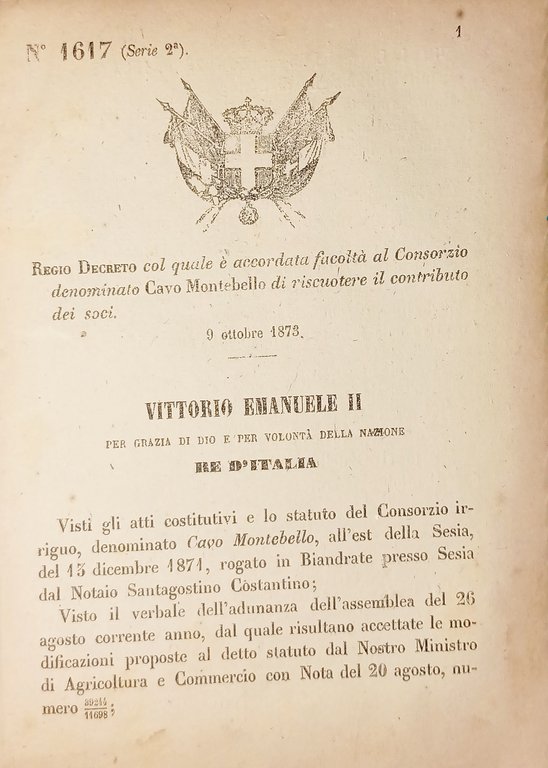 1
N° 1617 (Serie 2ª).
REGIO DECRETO col quale è accordata facoltà al Consorzio
denominato CAVO MONTEBELLO di riscuotere il contributo
dei soci.
9 ottobre 1873.
VITTORIO EMANUELE II
PER GRAZIA DI DIO E PER VOLONTÀ DELLA NAZIONE
RE D'ITALIA
Visti gli atti costitutivi e lo statuto del Consorzio ir-
riguo, denominato Cavo Montebello, all'est della Sesia,
del 15 dicembre 1871, rogato in Biandrate presso Sesia
dal Notaio Santagostino Costantino;
Visto il verbale dell'adunanza dell'assemblea del 26
agosto corrente anno, dal quale risultano accettate le mo-
dificazioni proposte al detto statuto dal Nostro Ministro
di Agricoltura e Commercio con Nota del 20 agosto, nu-
mero 39244/11698;